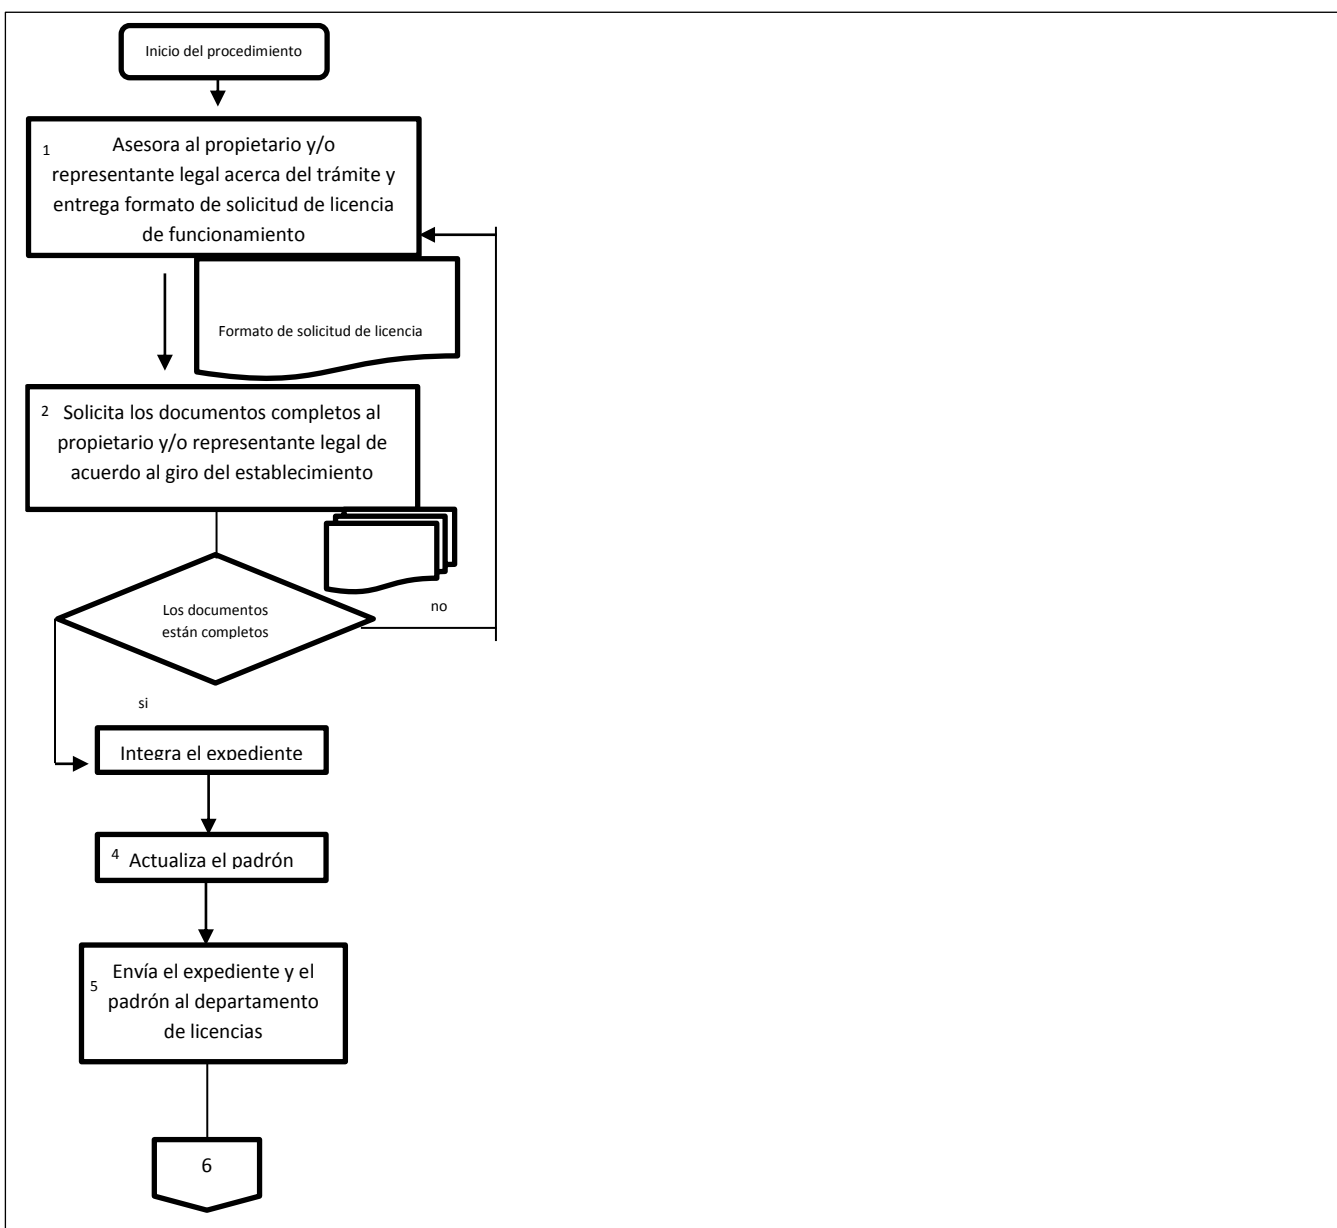 Inicio del procedimiento
1
Asesora al propietario y/o
representante legal acerca del trámite y
entrega formato de solicitud de licencia
de funcionamiento
Formato de solicitud de licencia
2
Solicita los documentos completos al
propietario y/o representante legal de
acuerdo al giro del establecimiento
Los documentos
están completos
no
si
Integra el expediente
4
Actualiza el padrón
5
Envía el expediente y el
padrón al departamento
de licencias
6